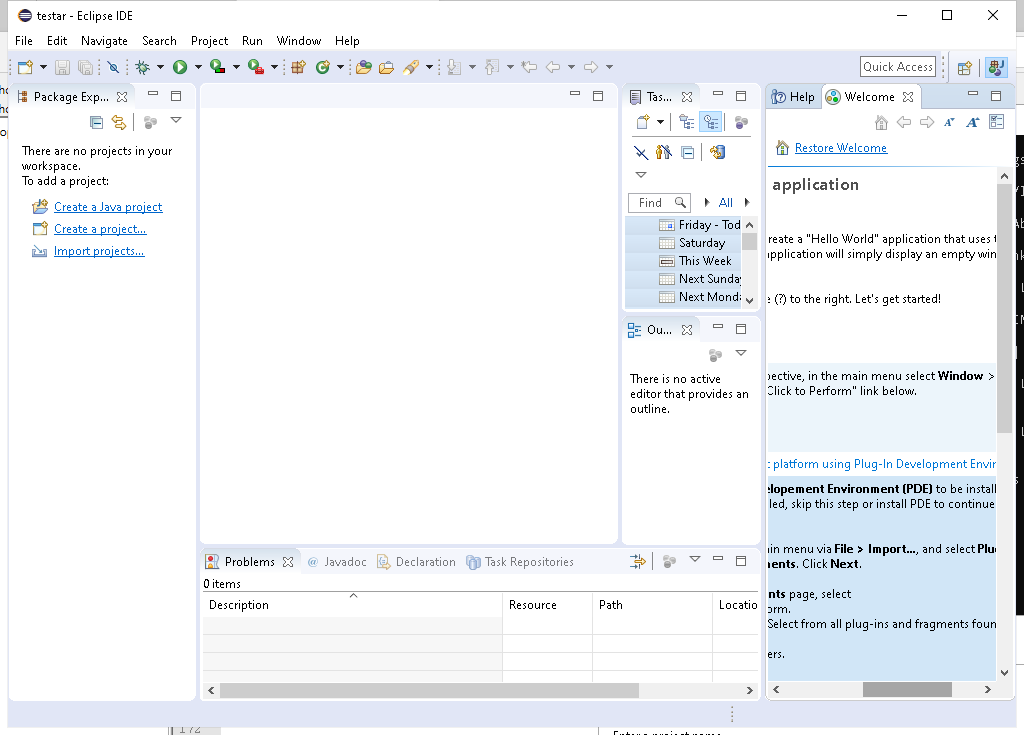 testar - Eclipse IDE
File Edit Navigate Search Project Run Window Help
Quick Access
Package Exp...
There are no projects in your
workspace.
To add a project:
Create a Java project
Create a project...
Import projects...
Tas...
Find
All
Friday - Tod
Saturday
This Week
Next Sunday
Next Monda
Ou...
There is no active
editor that provides an
outline.
Help Welcome
Restore Welcome
application
reate a "Hello World" application that uses t
pplication will simply display an empty win
e (?) to the right. Let's get started!
pective, in the main menu select Window >
Click to Perform" link below.
t platform using Plug-In Development Envir
elopement Environment (PDE) to be install
led, skip this step or install PDE to continue
in menu via File > Import..., and select Plu
ents. Click Next.
nts page, select
orm.
Select from all plug-ins and fragments foun
ers.
Problems @ Javadoc Declaration Task Repositories
0 items
Description Resource Path Locatio
172